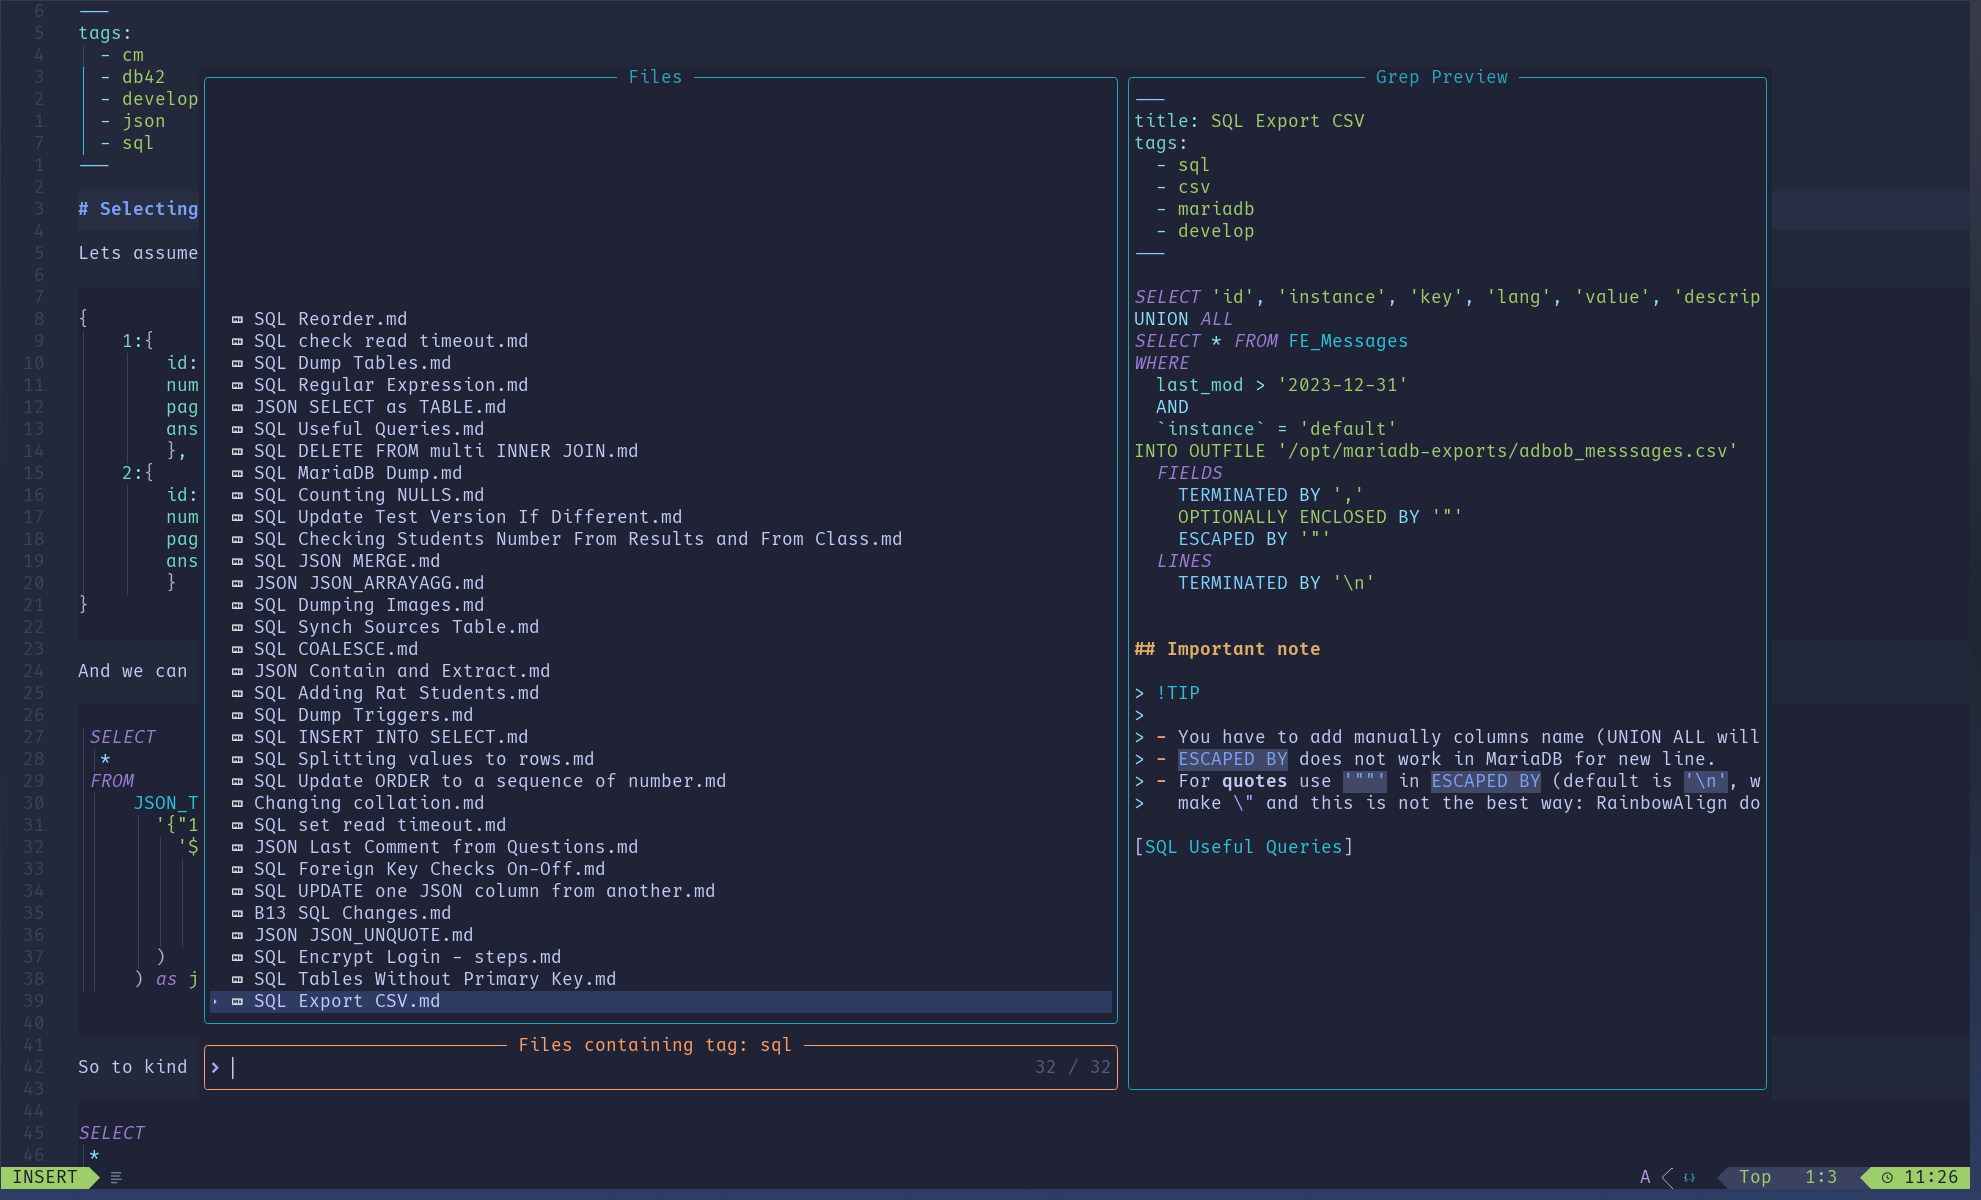 6 ---
5 tags:
4 - cm
3 - db42
2 - develop
1 - json
7 - sql
1 ---
2
3 # Selecting
4
5 Lets assume
6
7
8 {
9 1:{
10 id:
11 num
12 pag
13 ans
14 },
15 2:{
16 id:
17 num
18 pag
19 ans
20 }
21 }
22
23
24 And we can
25
26
27 SELECT
28 *
29 FROM
30 JSON_T
31 '{"1
32 '$
33
34
35
36
37 )
38 ) as j
39
40
41
42 So to kind
43
44
45 SELECT
46 *
Files
SQL Reorder.md
SQL check read timeout.md
SQL Dump Tables.md
SQL Regular Expression.md
JSON SELECT as TABLE.md
SQL Useful Queries.md
SQL DELETE FROM multi INNER JOIN.md
SQL MariaDB Dump.md
SQL Counting NULLS.md
SQL Update Test Version If Different.md
SQL Checking Students Number From Results and From Class.md
SQL JSON MERGE.md
JSON JSON_ARRAYAGG.md
SQL Dumping Images.md
SQL Synch Sources Table.md
SQL COALESCE.md
JSON Contain and Extract.md
SQL Adding Rat Students.md
SQL Dump Triggers.md
SQL INSERT INTO SELECT.md
SQL Splitting values to rows.md
SQL Update ORDER to a sequence of number.md
Changing collation.md
SQL set read timeout.md
JSON Last Comment from Questions.md
SQL Foreign Key Checks On-Off.md
SQL UPDATE one JSON column from another.md
B13 SQL Changes.md
JSON JSON_UNQUOTE.md
SQL Encrypt Login - steps.md
SQL Tables Without Primary Key.md
SQL Export CSV.md
Files containing tag: sql
> 32 / 32
Grep Preview
---
title: SQL Export CSV
tags:
- sql
- csv
- mariadb
- develop
---
SELECT 'id', 'instance', 'key', 'lang', 'value', 'descrip
UNION ALL
SELECT * FROM FE_Messages
WHERE
last_mod > '2023-12-31'
AND
`instance` = 'default'
INTO OUTFILE '/opt/mariadb-exports/adbob_messsages.csv'
FIELDS
TERMINATED BY ','
OPTIONALLY ENCLOSED BY '"'
ESCAPED BY '"'
LINES
TERMINATED BY '\n'
## Important note
> !TIP
>
> - You have to add manually columns name (UNION ALL will
> - ESCAPED BY does not work in MariaDB for new line.
> - For quotes use '""' in ESCAPED BY (default is '\n', w
> make \" and this is not the best way: RainbowAlign do
[SQL Useful Queries]
INSERT A Top 1:3 11:26